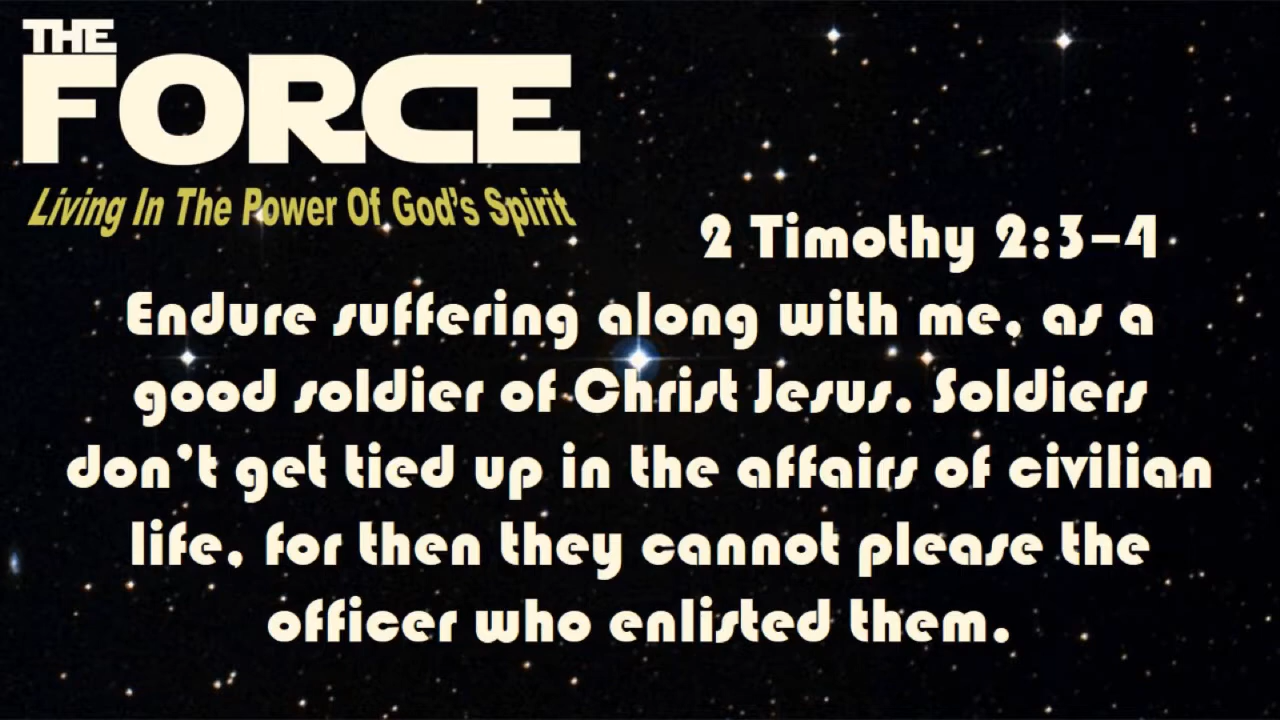 THE
FORCE
Living In The Power Of God's Spirit
2 Timothy 2:3–4
Endure suffering along with me, as a
good soldier of Christ Jesus. Soldiers
don't get tied up in the affairs of civilian
life, for then they cannot please the
officer who enlisted them.